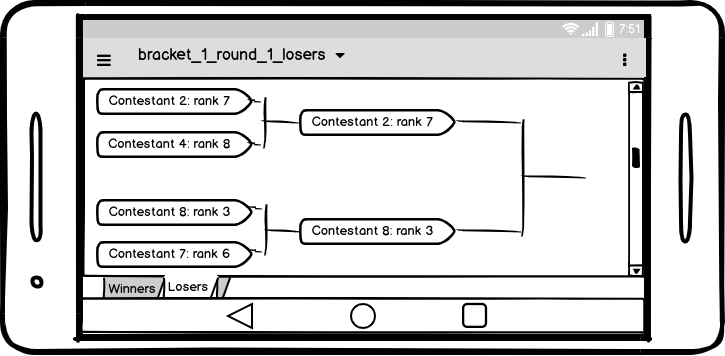 7:51
bracket_1_round_1_losers
Contestant 2: rank 7
Contestant 4: rank 8
Contestant 2: rank 7
Contestant 8: rank 3
Contestant 7: rank 6
Contestant 8: rank 3
Winners
Losers